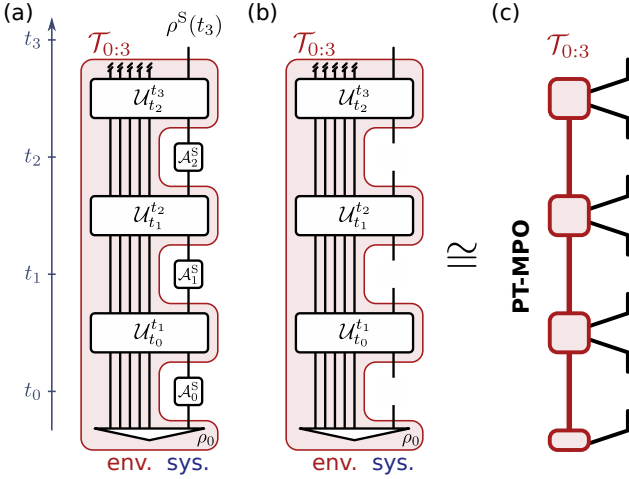 (a)
t₃
t₂
t₁
t₀
𝒯₀:₃
ρˢ(t₃)
𝒰ₜ₂ᵗ³
𝒜₂ˢ
𝒰ₜ₁ᵗ²
𝒜₁ˢ
𝒰ₜ₀ᵗ¹
𝒜₀ˢ
ρ₀
env. sys.
(b)
𝒯₀:₃
𝒰ₜ₂ᵗ³
𝒰ₜ₁ᵗ²
𝒰ₜ₀ᵗ¹
ρ₀
env. sys.
(c)
𝒯₀:₃
PT-MPO